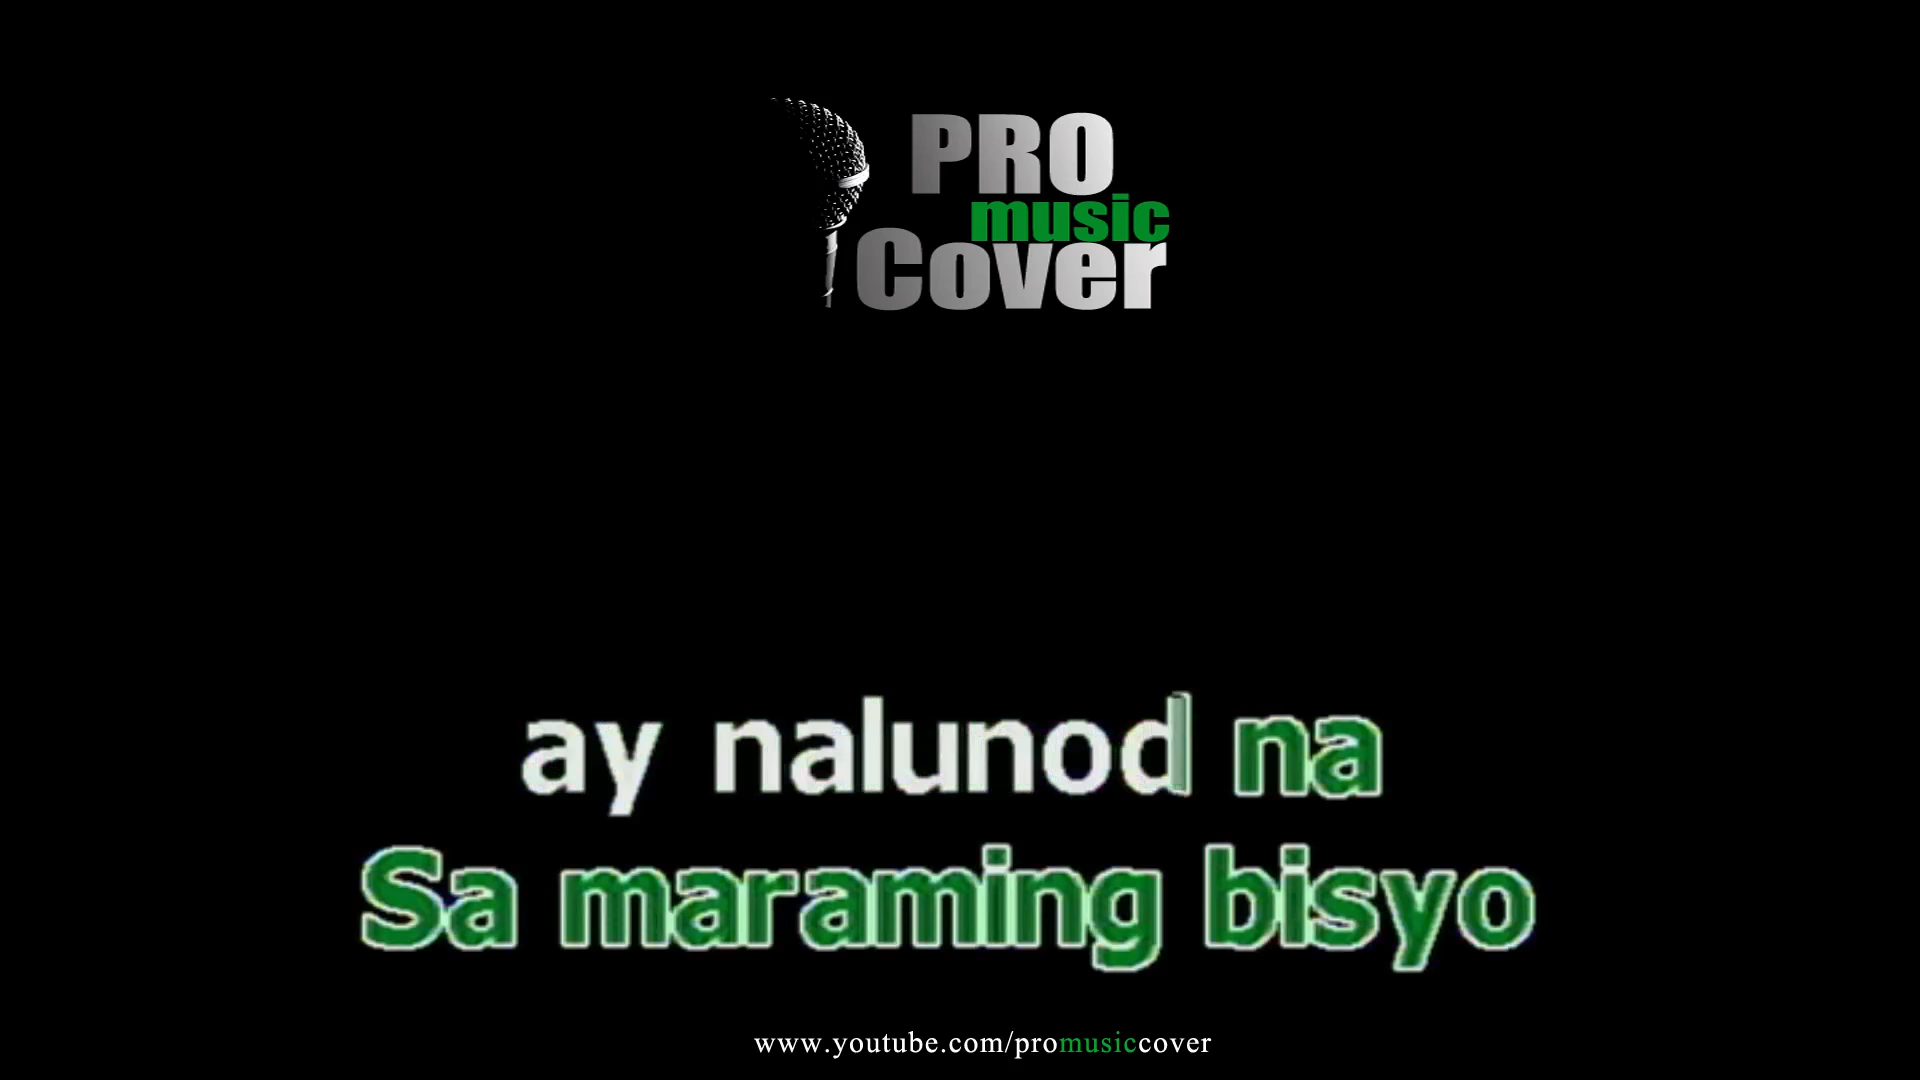 PRO
music
Cover
ay nalunod na
Sa maraming bisyo
www.youtube.com/promusiccover